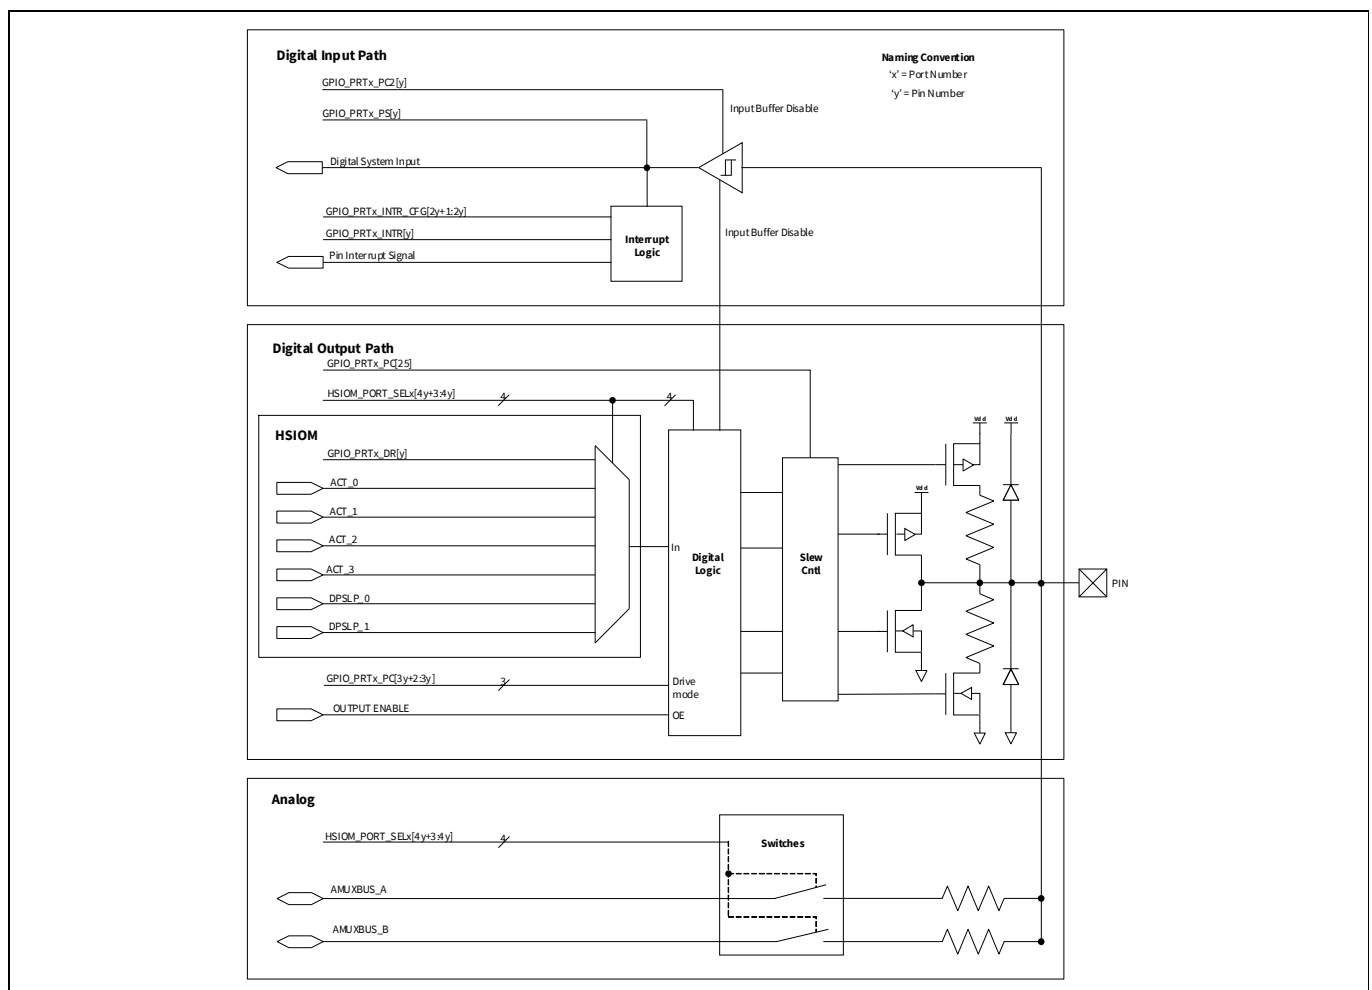 Digital Input Path
Naming Convention
'x' = Port Number
'y' = Pin Number
GPIO_PRTx_PC2[y]
Input Buffer Disable
GPIO_PRTx_PS[y]
Digital System Input
GPIO_PRTx_INTR_CFG[2y+1:2y]
GPIO_PRTx_INTR[y]
Pin Interrupt Signal
Interrupt
Logic
Input Buffer Disable
Digital Output Path
GPIO_PRTx_PC[25]
HSIOM_PORT_SELx[4y+3:4y]
4
4
HSIOM
GPIO_PRTx_DR[y]
ACT_0
ACT_1
ACT_2
ACT_3
DPSLP_0
DPSLP_1
In
Digital
Logic
Slew
Cntl
Vdd
Vdd
Vdd
PIN
GPIO_PRTx_PC[3y+2:3y]
3
Drive
mode
OUTPUT ENABLE
OE
Analog
HSIOM_PORT_SELx[4y+3:4y]
4
Switches
AMUXBUS_A
AMUXBUS_B